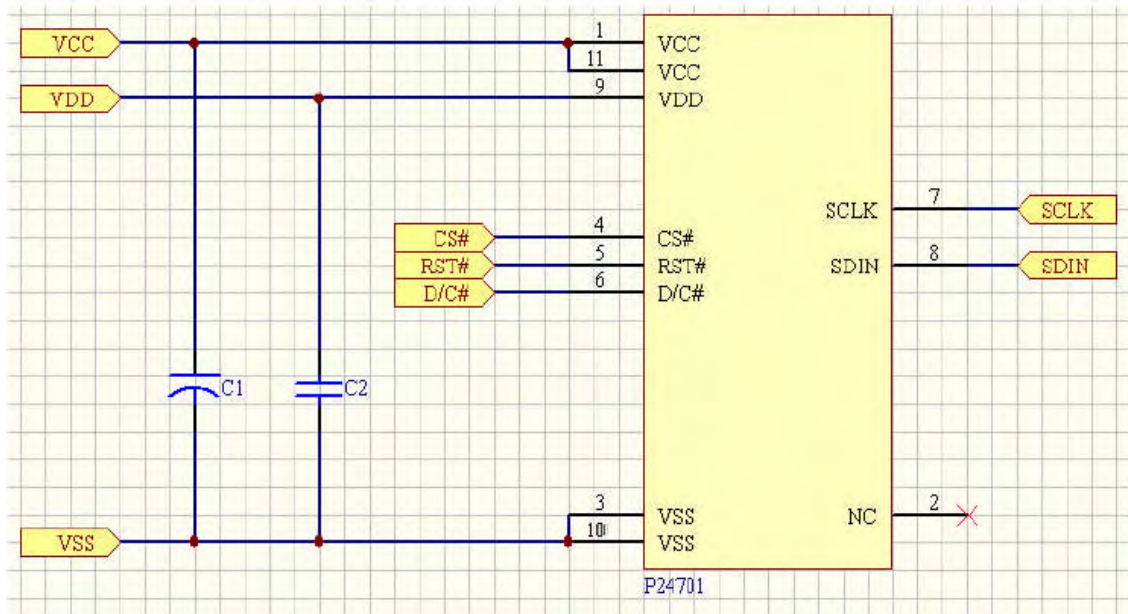 VCC 1 VCC
11 VCC
VDD 9 VDD
7 SCLK SCLK
CS# 4 CS#
RST# 5 RST# SDIN 8 SDIN
D/C# 6 D/C#
C1 C2
3 VSS NC 2
VSS 10 VSS
P24701